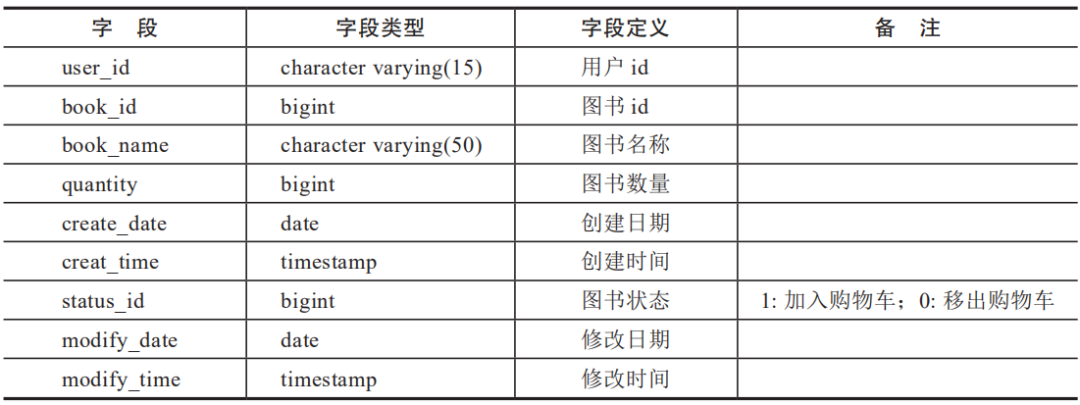 字 段 字段类型 字段定义 备 注
user_id character varying(15) 用户 id
book_id bigint 图书 id
book_name character varying(50) 图书名称
quantity bigint 图书数量
create_date date 创建日期
creat_time timestamp 创建时间
status_id bigint 图书状态 1: 加入购物车；0: 移出购物车
modify_date date 修改日期
modify_time timestamp 修改时间